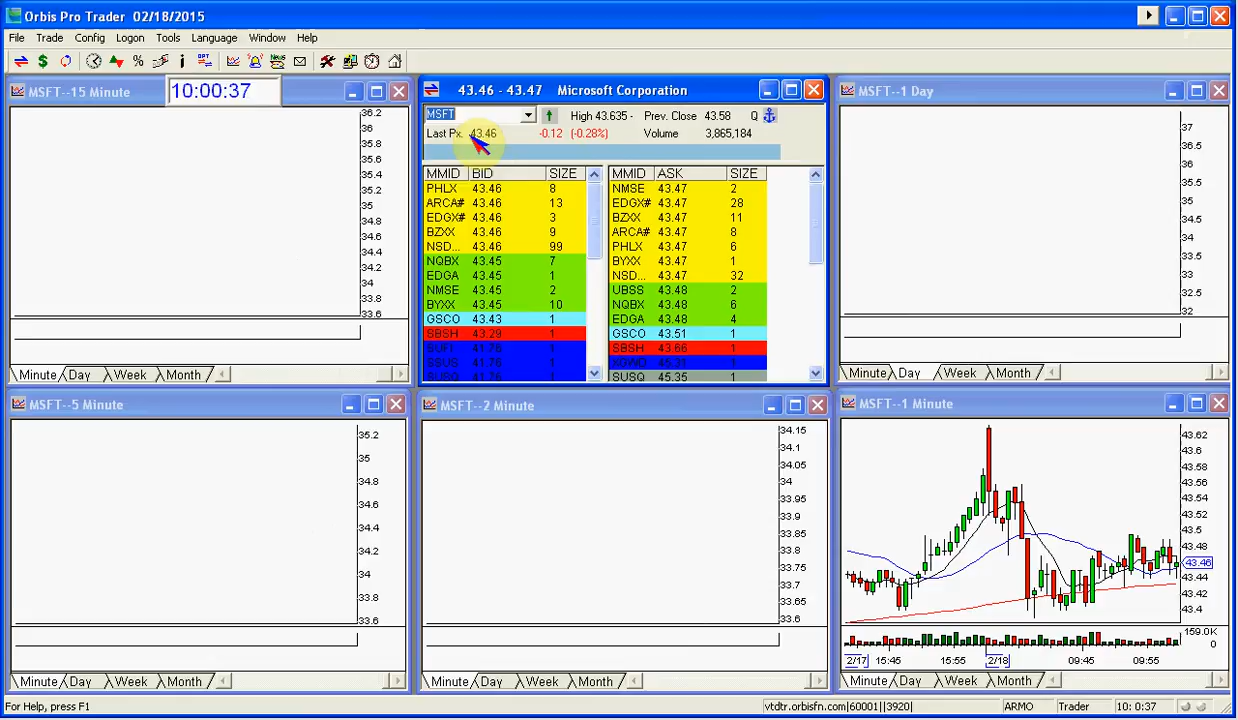 Orbis Pro Trader 02/18/2015
File Trade Config Logon Tools Language Window Help
MSFT--15 Minute
10:00:37
36.2
36
35.8
35.6
35.4
35.2
35
34.8
34.6
34.4
34.2
34
33.8
33.6
Minute Day Week Month
43.46 - 43.47 Microsoft Corporation
MSFT High 43.635 - Prev. Close 43.58 Q
Last Px. 43.46 -0.12 (-0.28%) Volume 3,865,184
MMID BID SIZE MMID ASK SIZE
PHLX 43.46 8 NMSE 43.47 2
ARCA# 43.46 13 EDGX# 43.47 28
EDGX# 43.46 3 BZXX 43.47 11
BZXX 43.46 9 ARCA# 43.47 8
NSD... 43.46 99 PHLX 43.47 6
NQBX 43.45 7 BYXX 43.47 1
EDGA 43.45 1 NSD... 43.47 32
NMSE 43.45 2 UBSS 43.48 2
BYXX 43.45 10 NQBX 43.48 6
GSCO 43.43 1 EDGA 43.48 4
SBSH 43.29 1 GSCO 43.51 1
SUFI 41.76 1 SBSH 43.66 1
SSUS 41.76 1 45.31 1
SUSQ 41.76 1 SUSQ 45.35 1
MSFT--1 Day
37
36.5
36
35.5
35
34.5
34
33.5
33
32.5
32
Minute Day Week Month
MSFT--5 Minute
35.2
35
34.8
34.6
34.4
34.2
34
33.8
33.6
Minute Day Week Month
MSFT--2 Minute
34.15
34.1
34.05
34
33.95
33.9
33.85
33.8
33.75
33.7
33.65
33.6
Minute Day Week Month
MSFT--1 Minute
43.62
43.6
43.58
43.56
43.54
43.52
43.5
43.48
43.46
43.44
43.42
43.4
159.0K
0
2/17 15:45 15:55 2/18 09:45 09:55
Minute Day Week Month
For Help, press F1 vtdtr.orbisfn.com|60001||3920| ARMO Trader 10: 0:37